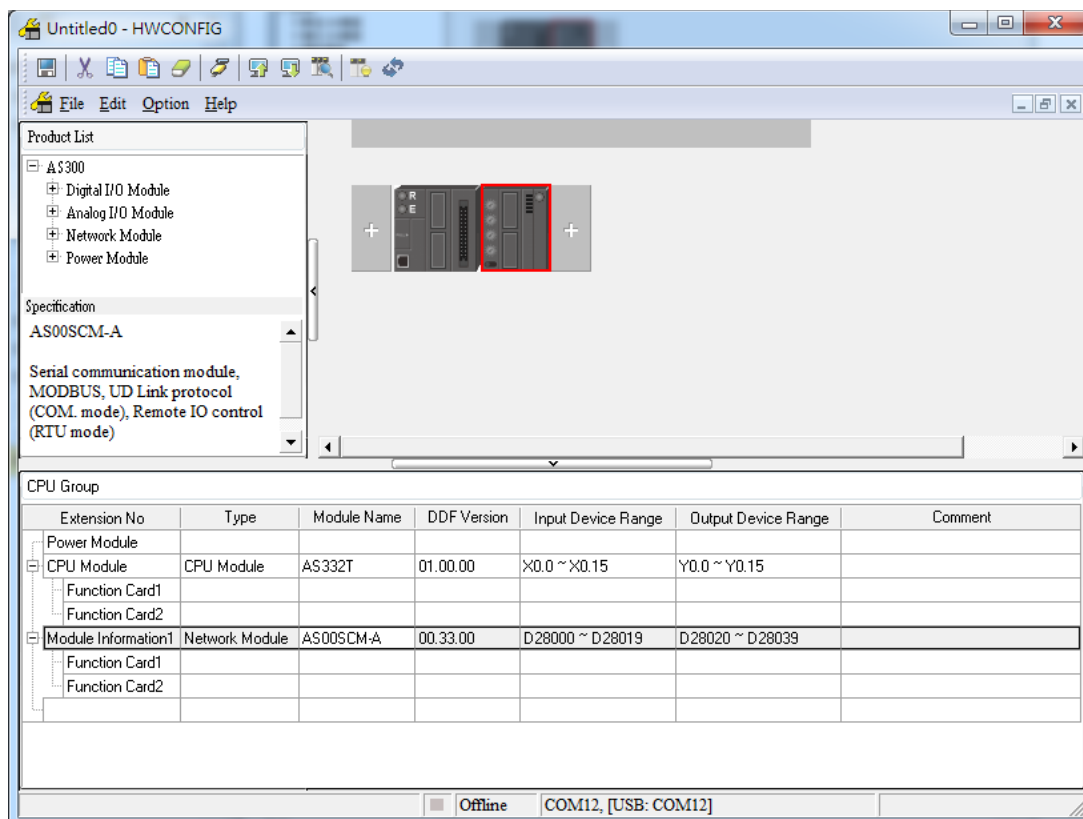 Untitled0 - HWCONFIG
File Edit Option Help
Product List
AS300
Digital I/O Module
Analog I/O Module
Network Module
Power Module
Specification
AS00SCM-A
Serial communication module,
MODBUS, UD Link protocol
(COM. mode), Remote IO control
(RTU mode)
R
E
CPU Group
Extension No Type Module Name DDF Version Input Device Range Output Device Range Comment
Power Module
CPU Module CPU Module AS332T 01.00.00 X0.0 ~ X0.15 Y0.0 ~ Y0.15
Function Card1
Function Card2
Module Information1 Network Module AS00SCM-A 00.33.00 D28000 ~ D28019 D28020 ~ D28039
Function Card1
Function Card2
Offline COM12, [USB: COM12]